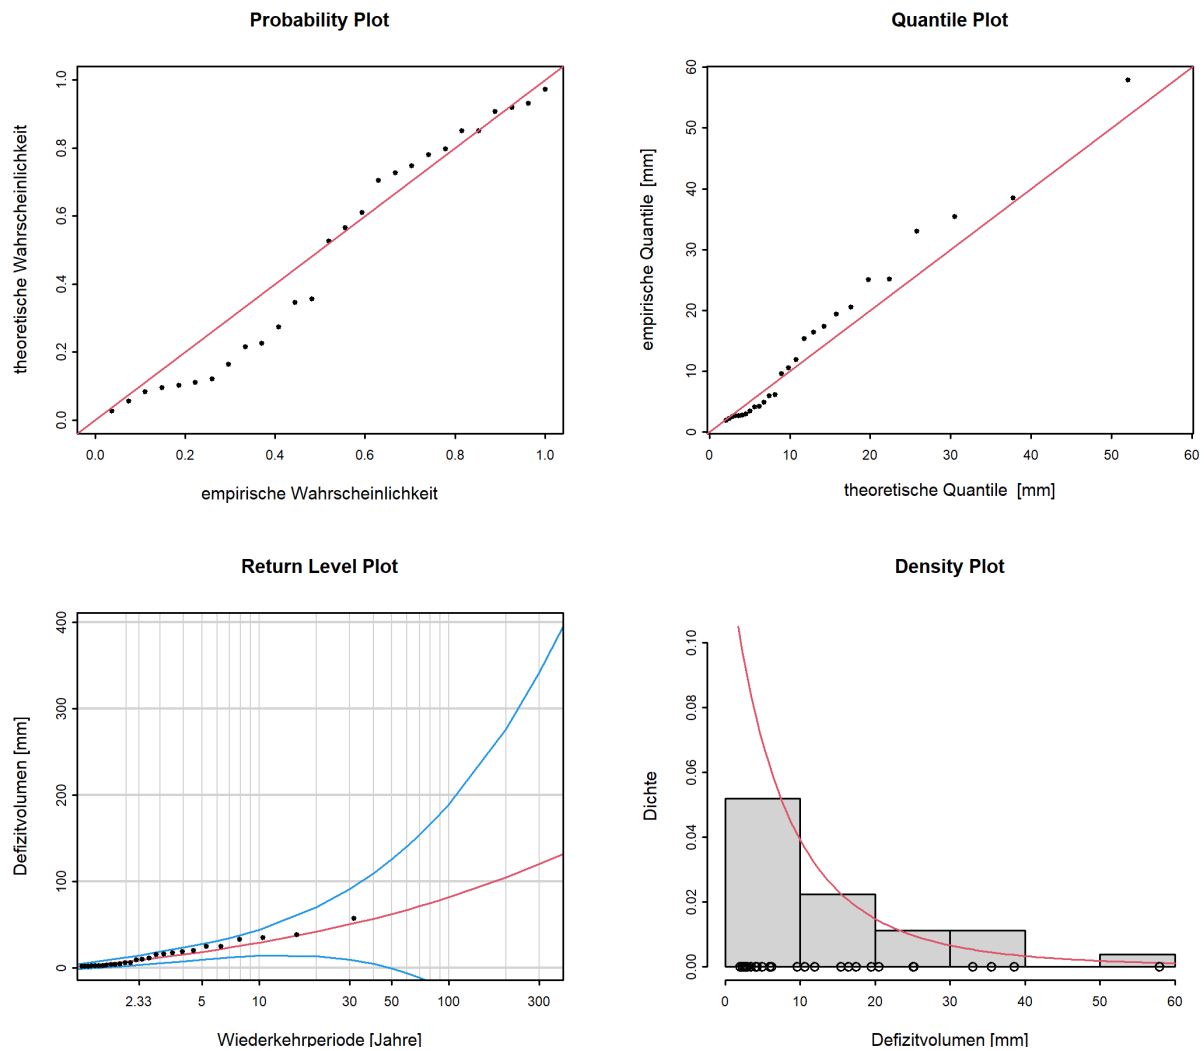 Probability Plot
theoretische Wahrscheinlichkeit
1.0
0.8
0.6
0.4
0.2
0.0
0.0 0.2 0.4 0.6 0.8 1.0
empirische Wahrscheinlichkeit
Quantile Plot
empirische Quantile [mm]
60
50
40
30
20
10
0
0 10 20 30 40 50 60
theoretische Quantile [mm]
Return Level Plot
Defizitvolumen [mm]
400
300
200
100
0
2.33 5 10 30 50 100 300
Wiederkehrperiode [Jahre]
Density Plot
Dichte
0.10
0.08
0.06
0.04
0.02
0.00
0 10 20 30 40 50 60
Defizitvolumen [mm]